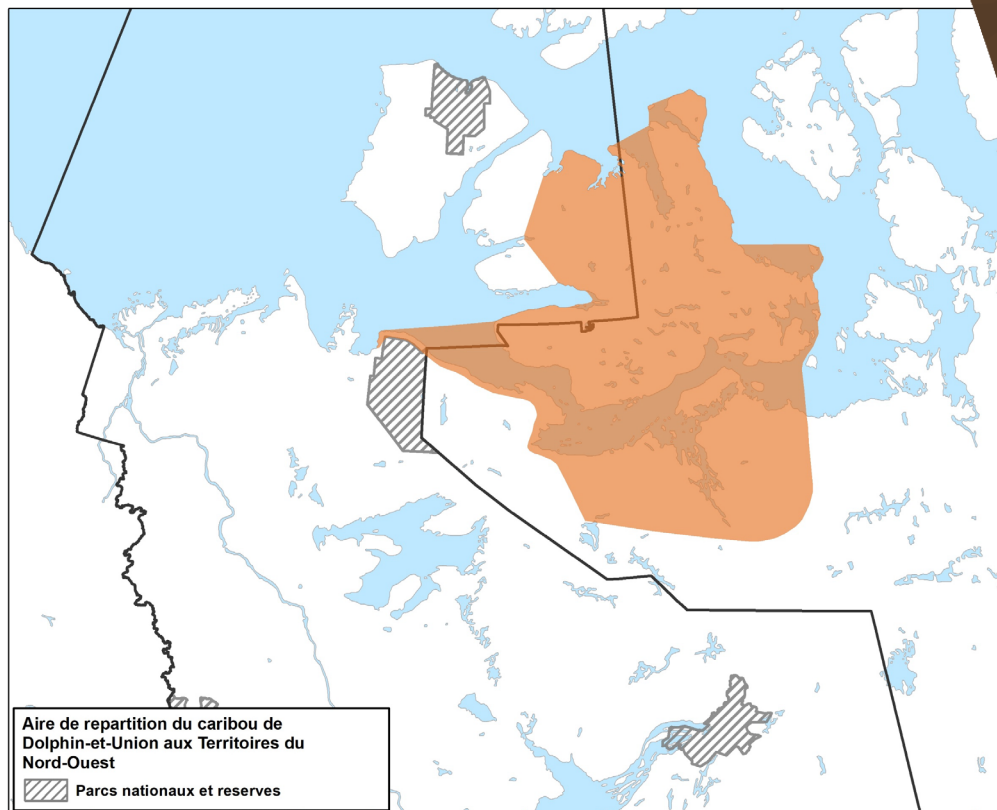 Aire de repartition du caribou de
Dolphin-et-Union aux Territoires du
Nord-Ouest
Parcs nationaux et reserves